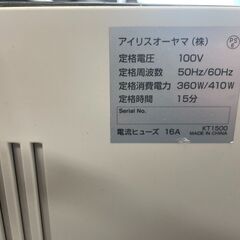 アイリスオーヤマ（株）
PS
E
定格電圧 100V
定格周波数 50Hz/60Hz
定格消費電力 360W/410W
定格時間 15分
Serial No.
電流ヒューズ 16A
KT1500
MADE IN CHINA